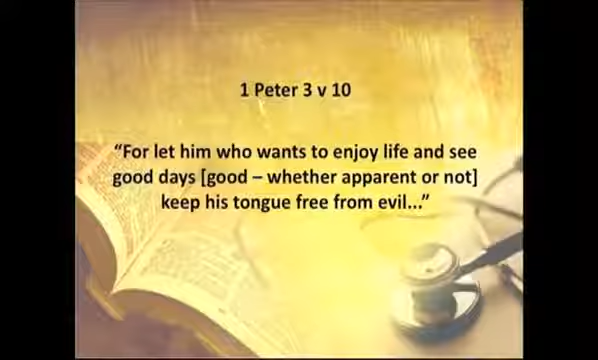 1 Peter 3 v 10
“For let him who wants to enjoy life and see
good days [good – whether apparent or not]
keep his tongue free from evil...”